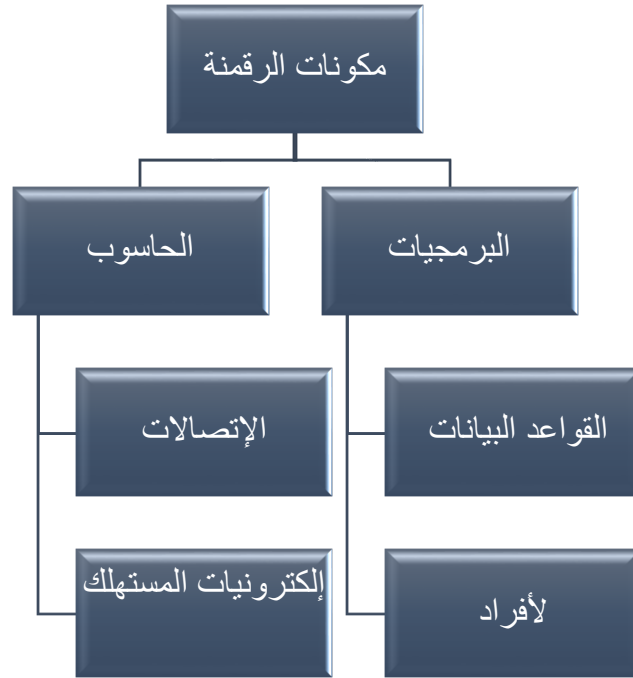 مكونات الرقمنة
البرمجيات
الحاسوب
القواعد البيانات
الإتصالات
لأفراد
إلكترونيات المستهلك